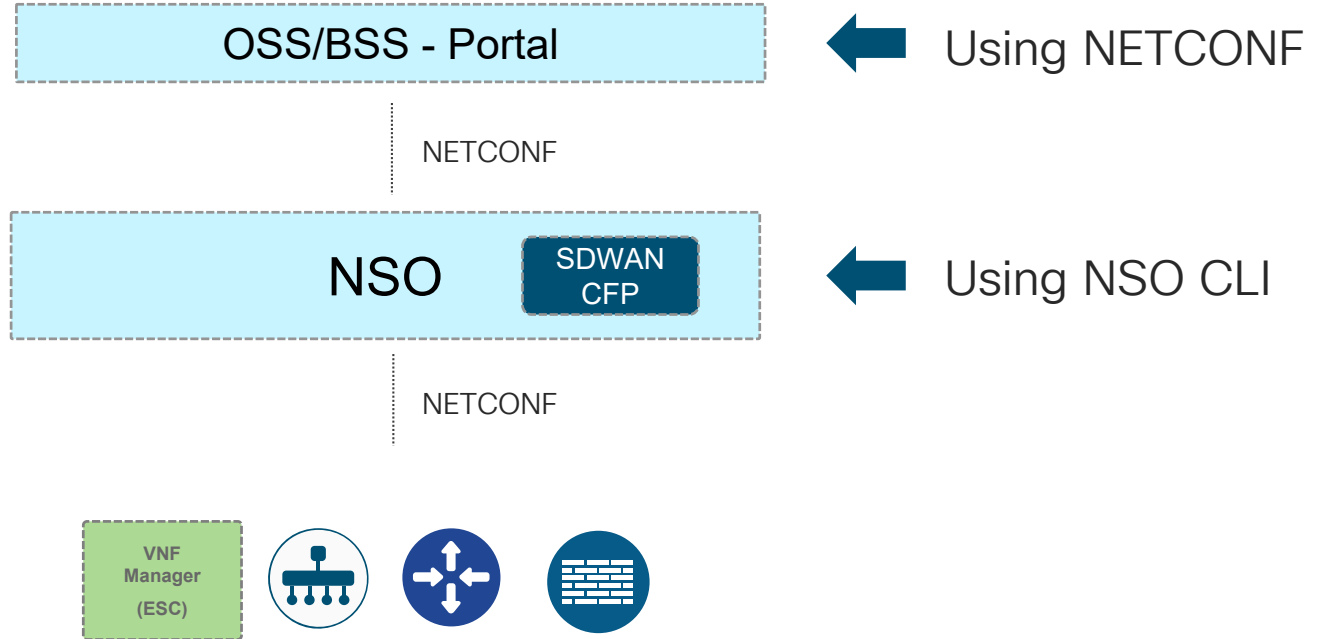 OSS/BSS - Portal
Using NETCONF
NETCONF
NSO
SDWAN
CFP
Using NSO CLI
NETCONF
VNF
Manager
(ESC)